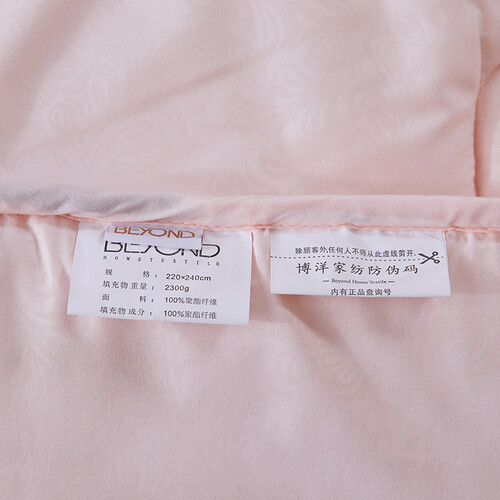 BEYOND
BEYOND
HOMETEXTILE
规 格: 220×240cm
填充物重量: 2300g
面 料: 100%聚酯纤维
填充物成分: 100%聚酯纤维
除顾客外,任何人不得从此虚线剪开.
博洋家纺防伪码
Beyond Home Textile
内有正品查询号